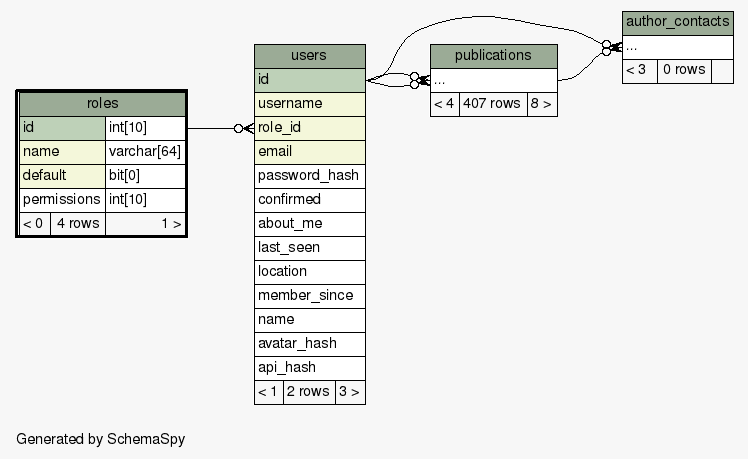 roles
id int[10]
name varchar[64]
default bit[0]
permissions int[10]
< 0 4 rows 1 >
users
id
username
role_id
email
password_hash
confirmed
about_me
last_seen
location
member_since
name
avatar_hash
api_hash
< 1 2 rows 3 >
publications
...
< 4 407 rows 8 >
author_contacts
...
< 3 0 rows
Generated by SchemaSpy